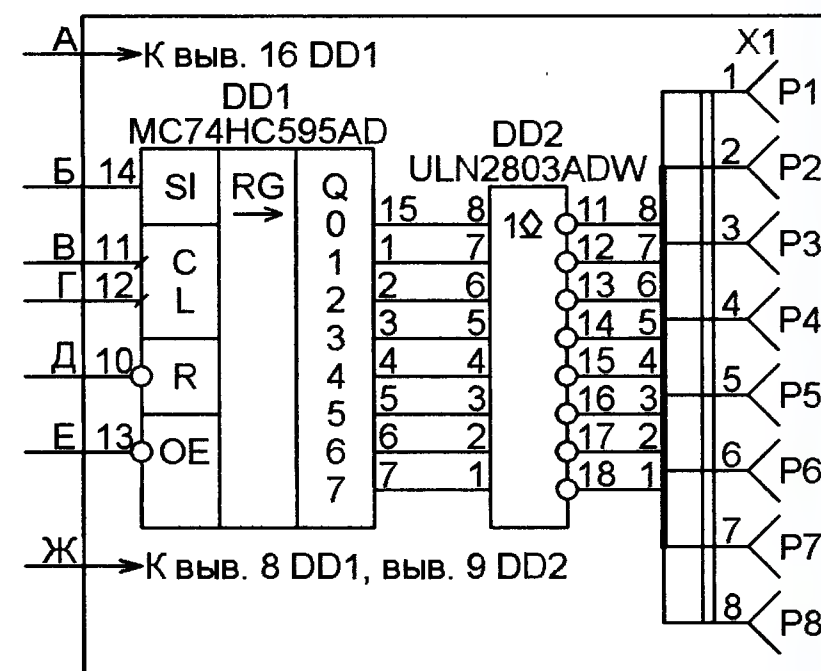 А
К выв. 16 DD1
X1
DD1
MC74HC595AD
DD2
ULN2803ADW
1 P1
2 P2
3 P3
4 P4
5 P5
6 P6
7 P7
8 P8
Б 14 SI RG Q
В 11 C
Г 12 L
Д 10 R
Е 13 OE
0 15 8 1 11 8
1 1 7 12 7
2 2 6 13 6
3 3 5 14 5
4 4 4 15 4
5 5 3 16 3
6 6 2 17 2
7 7 1 18 1
Ж
К выв. 8 DD1, выв. 9 DD2